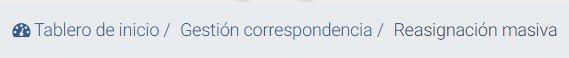 Tablero de inicio / Gestión correspondencia / Reasignación masiva